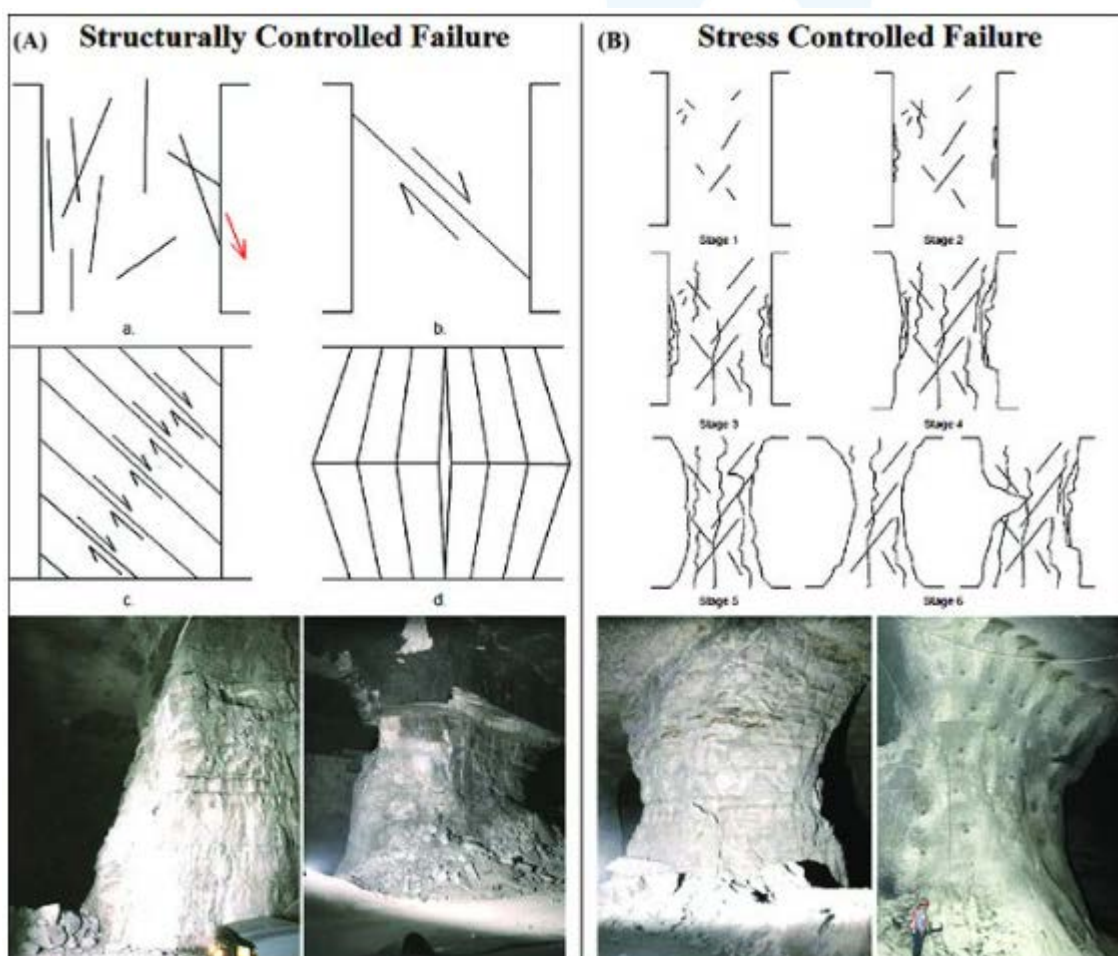 (A) Structurally Controlled Failure
(B) Stress Controlled Failure
a.
b.
c.
d.
Stage 1
Stage 2
Stage 3
Stage 4
Stage 5
Stage 6